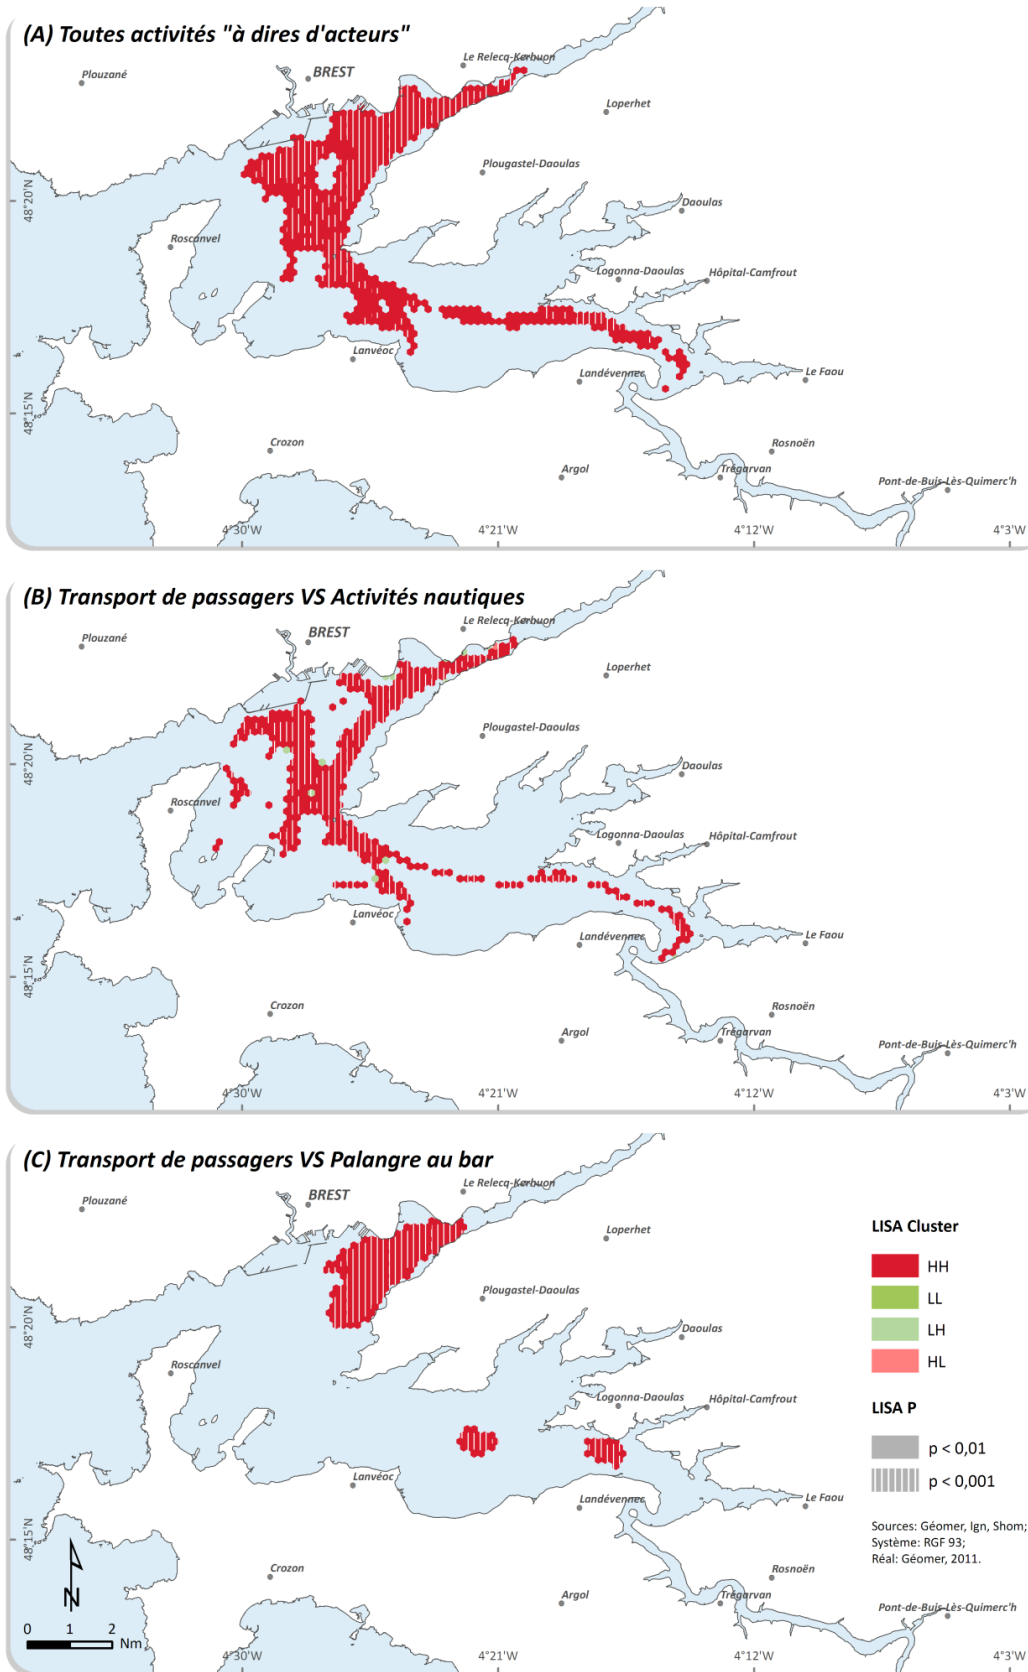 (A) Toutes activités "à dires d'acteurs"
Le Relecq-Kerhuon
Plouzané
BREST
Loperhet
Plougastel-Daoulas
48°20'N
Daoulas
Roscanvel
Logonna-Daoulas
Hôpital-Camfrout
Lanvéoc
Landévennec
Le Faou
48°15'N
Crozon
Argol
Rosnoën
Trégarvan
Pont-de-Buis-Lès-Quimerc'h
4°30'W
4°21'W
4°12'W
4°3'W
(B) Transport de passagers VS Activités nautiques
Le Relecq-Kerhuon
Plouzané
BREST
Loperhet
Plougastel-Daoulas
48°20'N
Daoulas
Roscanvel
Logonna-Daoulas
Hôpital-Camfrout
Lanvéoc
Landévennec
Le Faou
48°15'N
Crozon
Argol
Rosnoën
Trégarvan
Pont-de-Buis-Lès-Quimerc'h
4°30'W
4°21'W
4°12'W
4°3'W
(C) Transport de passagers VS Palangre au bar
Le Relecq-Kerhuon
Plouzané
BREST
Loperhet
Plougastel-Daoulas
48°20'N
Daoulas
Roscanvel
Logonna-Daoulas
Hôpital-Camfrout
Lanvéoc
Landévennec
Le Faou
48°15'N
Crozon
Argol
Rosnoën
Trégarvan
Pont-de-Buis-Lès-Quimerc'h
4°30'W
4°21'W
4°12'W
4°3'W
LISA Cluster
HH
LL
LH
HL
LISA P
p < 0,01
p < 0,001
Sources: Géomer, Ign, Shom;
Système: RGF 93;
Réal: Géomer, 2011.
N
0 1 2
Nm